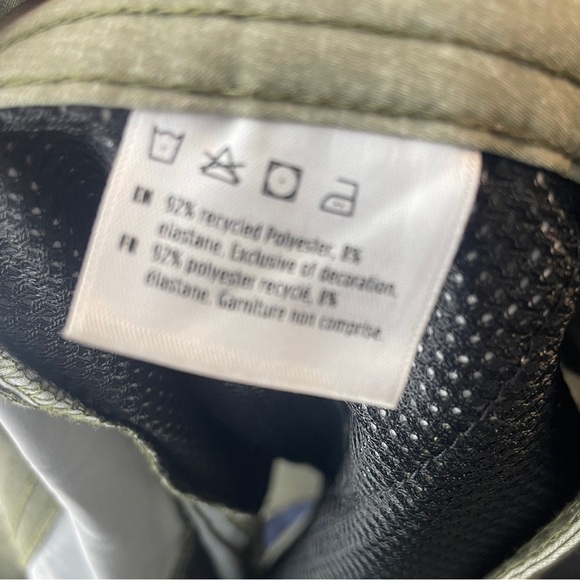 EN 92% recycled Polyester, 8%
elastane. Exclusive of decoration.
FR 92% polyester recyclé, 8%
élastane. Garniture non comprise.